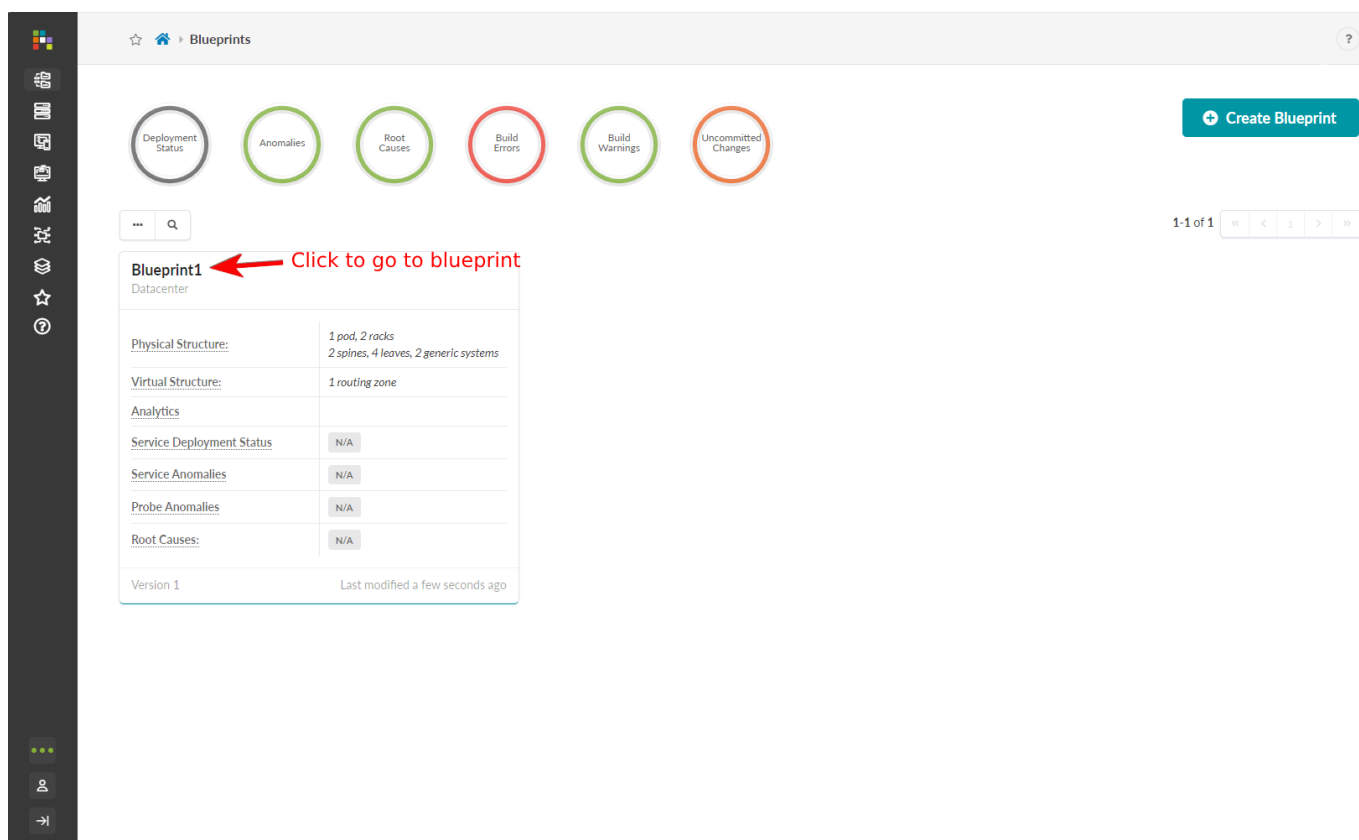 Blueprints
?
Deployment
Status
Anomalies
Root
Causes
Build
Errors
Build
Warnings
Uncommitted
Changes
Create Blueprint
1-1 of 1
1
Blueprint1
Click to go to blueprint
Datacenter
Physical Structure:
1 pod, 2 racks
2 spines, 4 leaves, 2 generic systems
Virtual Structure:
1 routing zone
Analytics
Service Deployment Status
N/A
Service Anomalies
N/A
Probe Anomalies
N/A
Root Causes:
N/A
Version 1
Last modified a few seconds ago